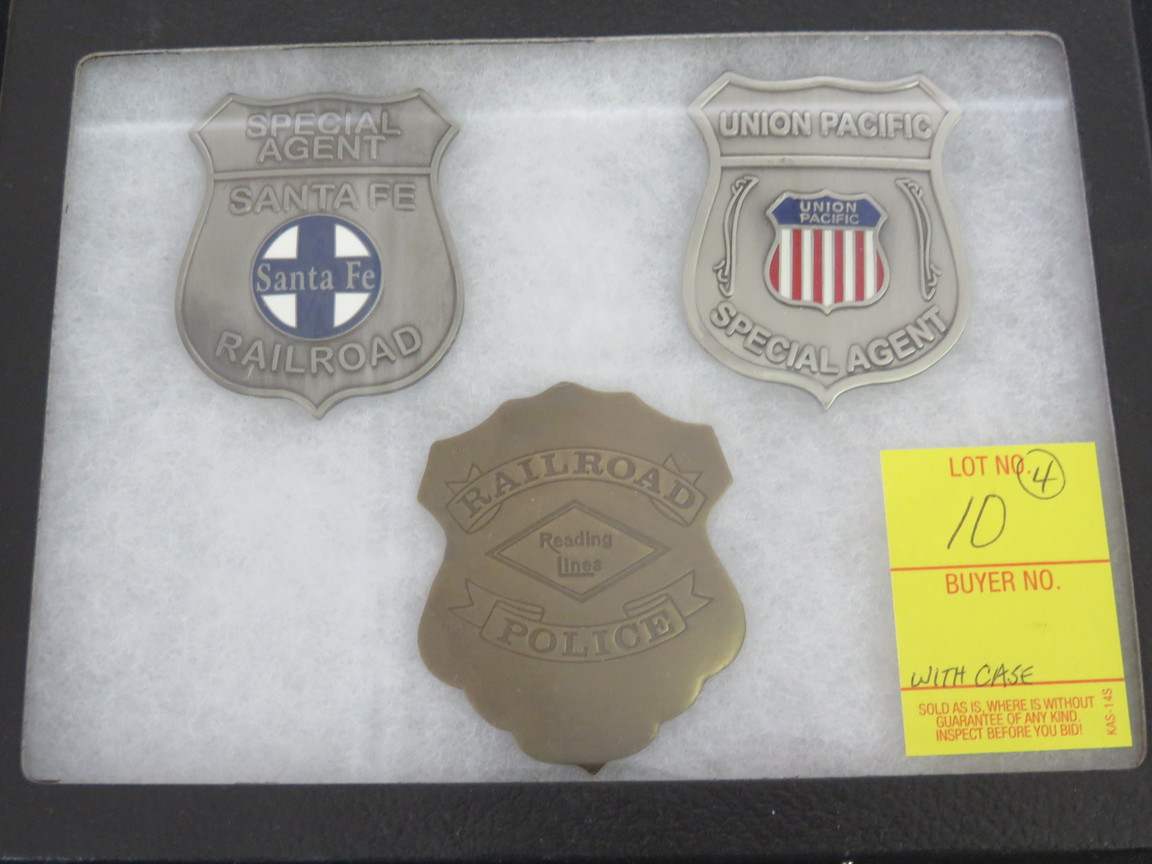 SPECIAL
AGENT
SANTA FE
Santa Fe
RAILROAD
UNION PACIFIC
UNION
PACIFIC
SPECIAL AGENT
RAILROAD
Reading
Lines
POLICE
LOT NO. 4
10
BUYER NO.
WITH CASE
SOLD AS IS, WHERE IS WITHOUT
GUARANTEE OF ANY KIND.
INSPECT BEFORE YOU BID!
KAS-14S